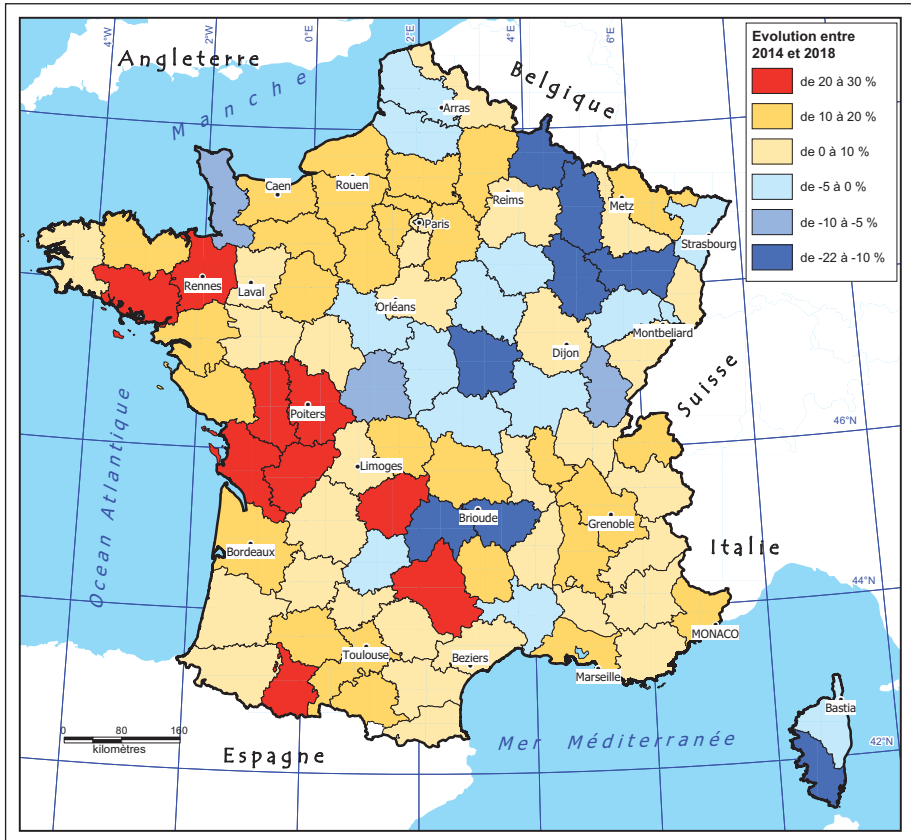 4°W
2°W
0°E
2°E
4°E
6°E
Evolution entre
2014 et 2018
de 20 à 30 %
de 10 à 20 %
de 0 à 10 %
de -5 à 0 %
de -10 à -5 %
de -22 à -10 %
Angleterre
Belgique
Manche
Arras
Caen
Rouen
Reims
Metz
Paris
Strasbourg
Rennes
Laval
Orléans
Montbeliard
Dijon
Suisse
Poitiers
46°N
Océan Atlantique
Limoges
Brioude
Grenoble
Bordeaux
Italie
44°N
MONACO
Toulouse
Beziers
Marseille
Bastia
0 80 160
kilomètres
Espagne
Mer Méditerranée
42°N